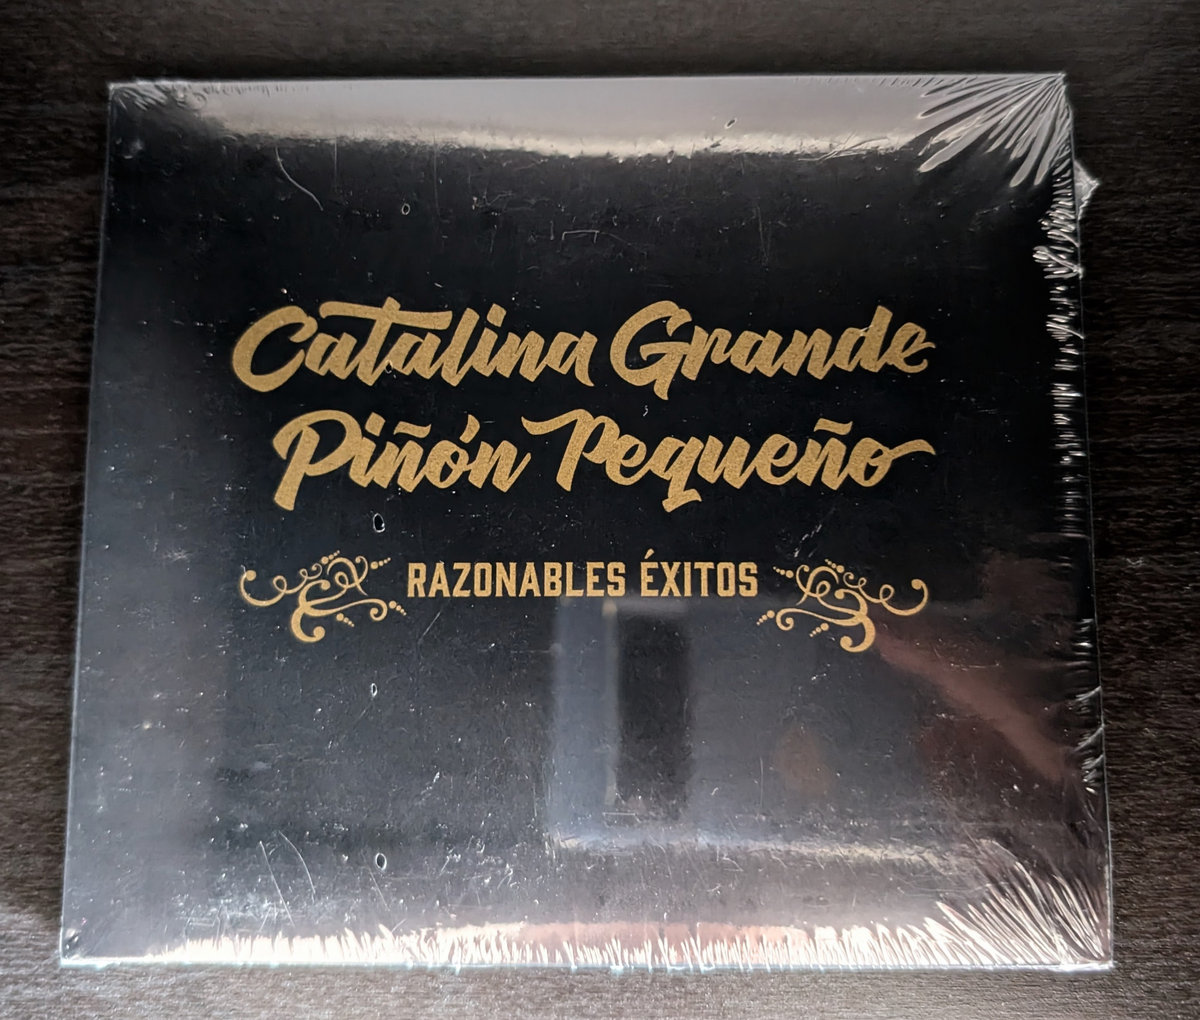 Catalina Grande
Piñón Pequeño
RAZONABLES ÉXITOS